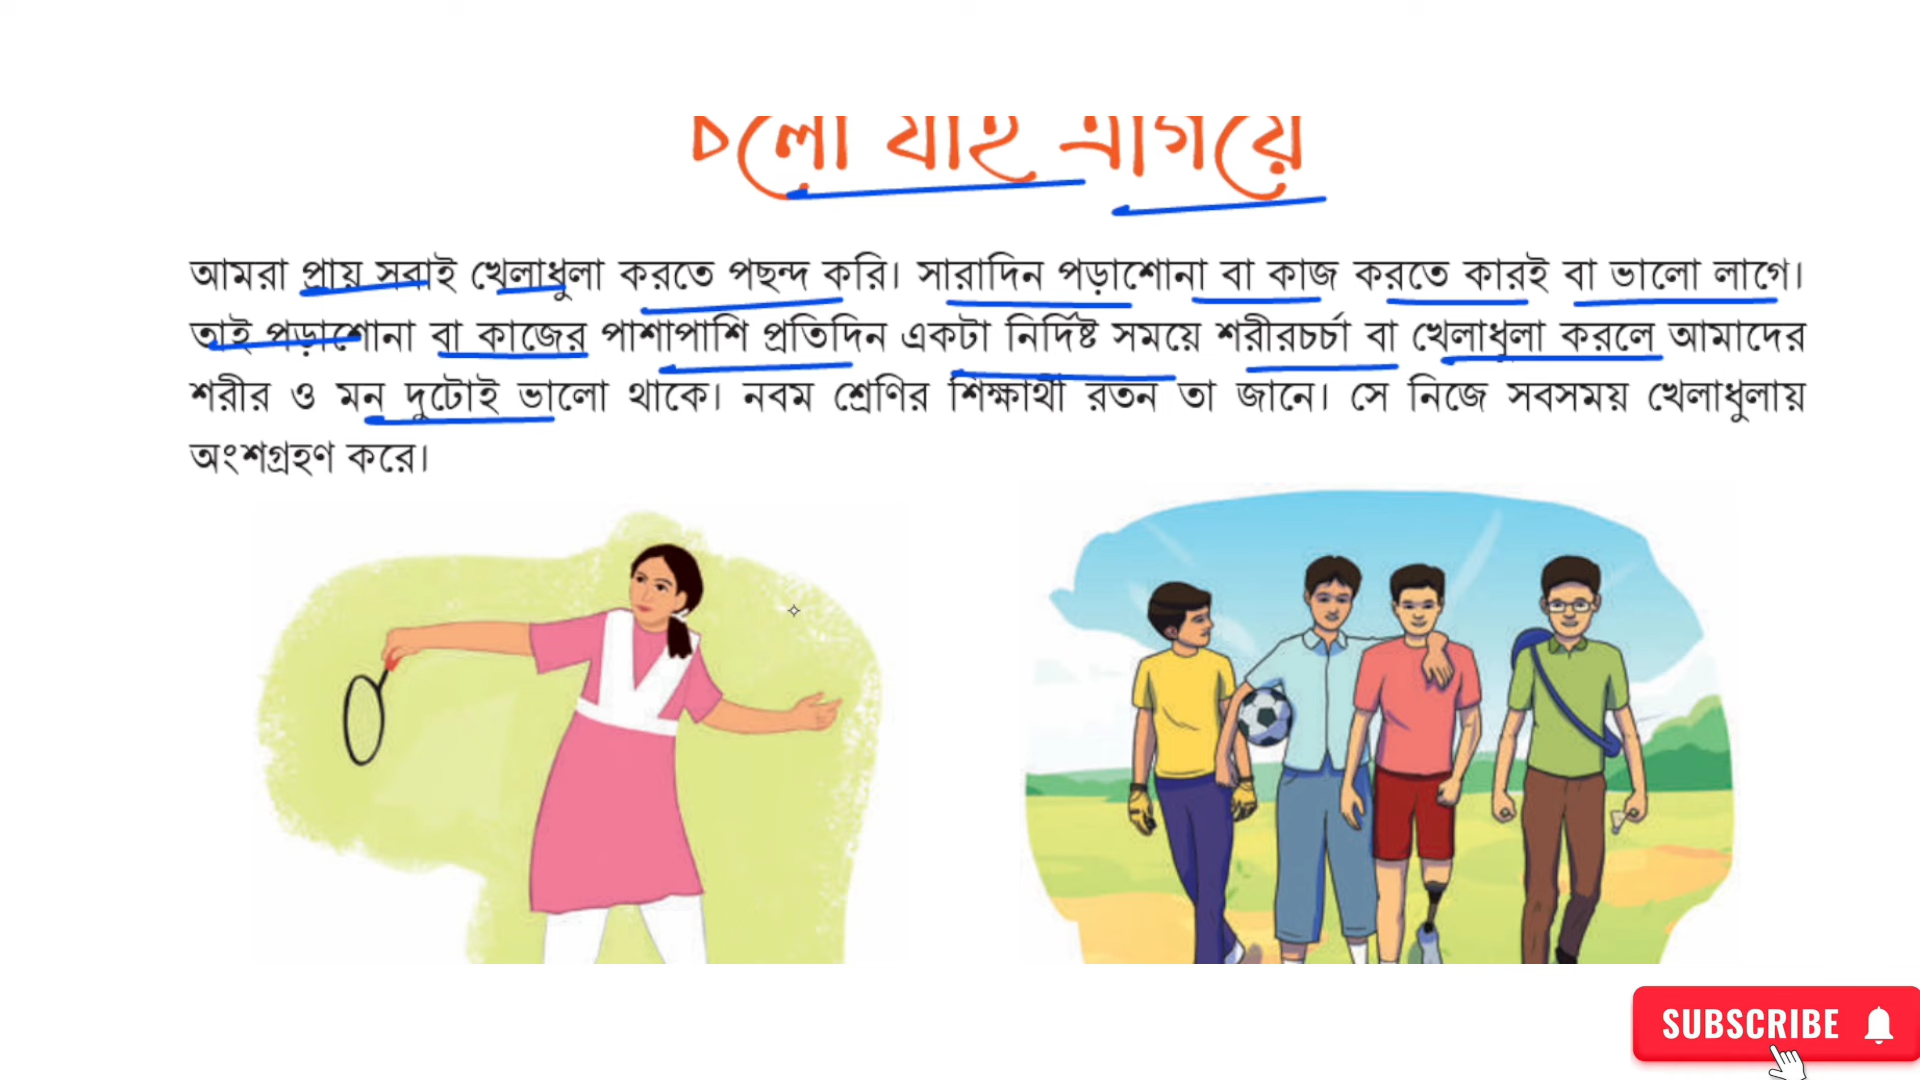 চলো যাই এগিয়ে
আমরা প্রায় সবাই খেলাধুলা করতে পছন্দ করি। সারাদিন পড়াশোনা বা কাজ করতে কারই বা ভালো লাগে।
তাই পড়াশোনা বা কাজের পাশাপাশি প্রতিদিন একটা নির্দিষ্ট সময়ে শরীরচর্চা বা খেলাধুলা করলে আমাদের
শরীর ও মন দুটোই ভালো থাকে। নবম শ্রেণির শিক্ষার্থী রতন তা জানে। সে নিজে সবসময় খেলাধুলায়
অংশগ্রহণ করে।
SUBSCRIBE